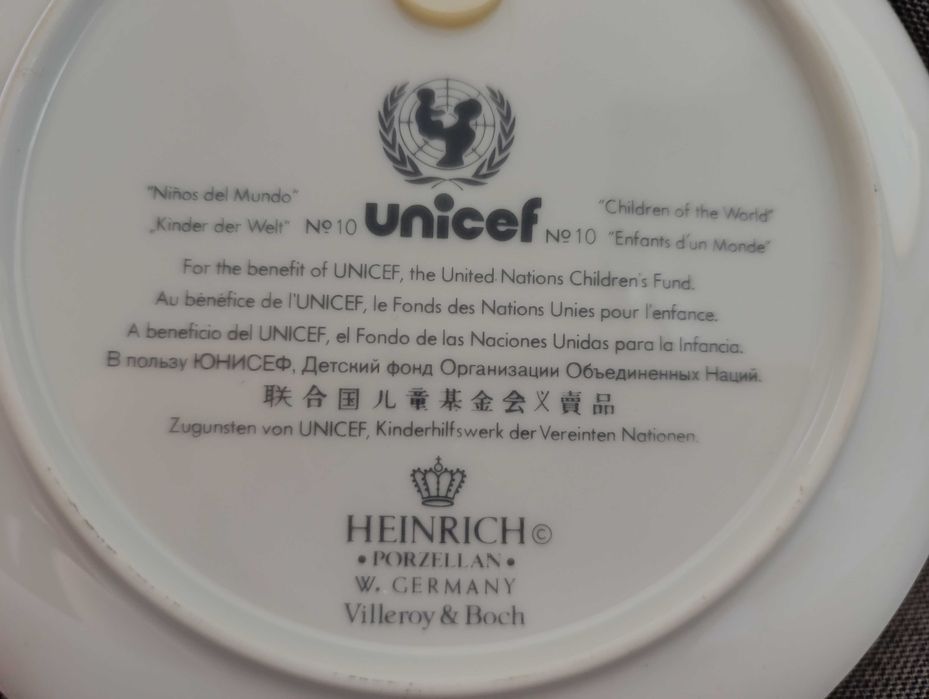 "Niños del Mundo"
„Kinder der Welt" Nº 10
unicef
"Children of the World"
Nº 10 "Enfants d'un Monde"
For the benefit of UNICEF, the United Nations Children's Fund.
Au bénéfice de l'UNICEF, le Fonds des Nations Unies pour l'enfance.
A beneficio del UNICEF, el Fondo de las Naciones Unidas para la Infancia.
В пользу ЮНИСЕФ, Детский фонд Организации Объединенных Наций.
联合国儿童基金会义賣品
Zugunsten von UNICEF, Kinderhilfswerk der Vereinten Nationen.
HEINRICH©
• PORZELLAN •
W. GERMANY
Villeroy & Boch